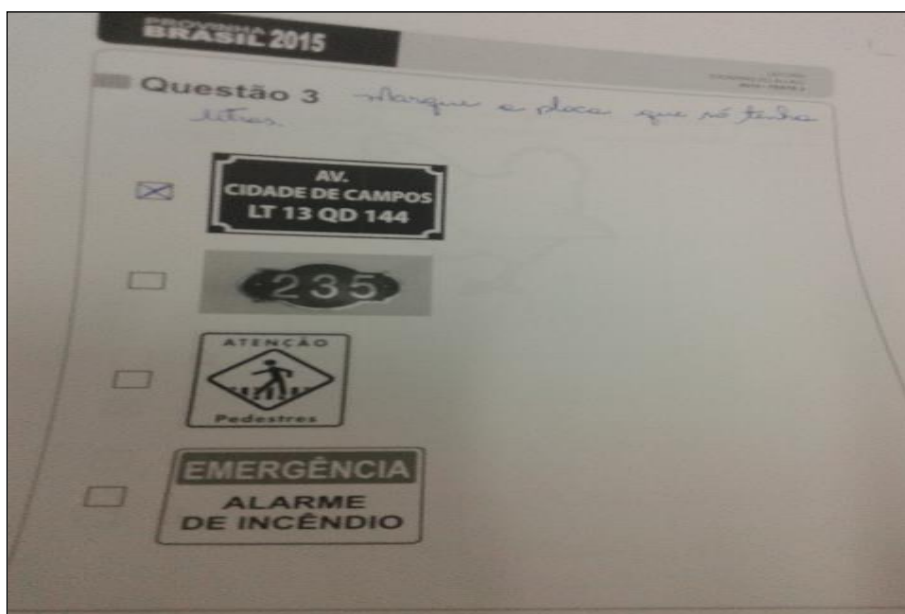 PROVINHA
BRASIL 2015
Questão 3 Marque a placa que só tenha
letras.
AV.
CIDADE DE CAMPOS
LT 13 QD 144
235
ATENÇÃO
Pedestres
EMERGÊNCIA
ALARME
DE INCÊNDIO